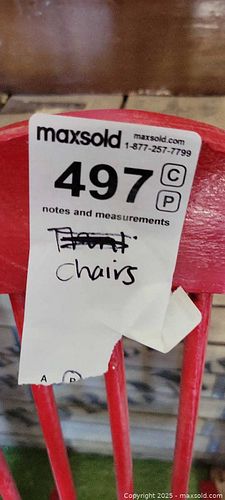 maxsold maxsold.com
1-877-257-7799
497 C
P
notes and measurements
chairs
A
Copyright 2025 - maxsold.com